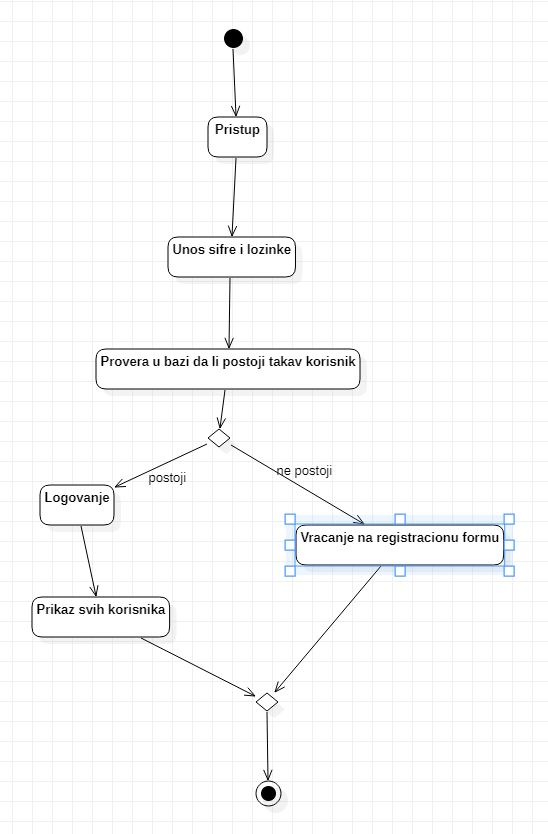 Pristup
Unos sifre i lozinke
Provera u bazi da li postoji takav korisnik
postoji
ne postoji
Logovanje
Vracanje na registracionu formu
Prikaz svih korisnika